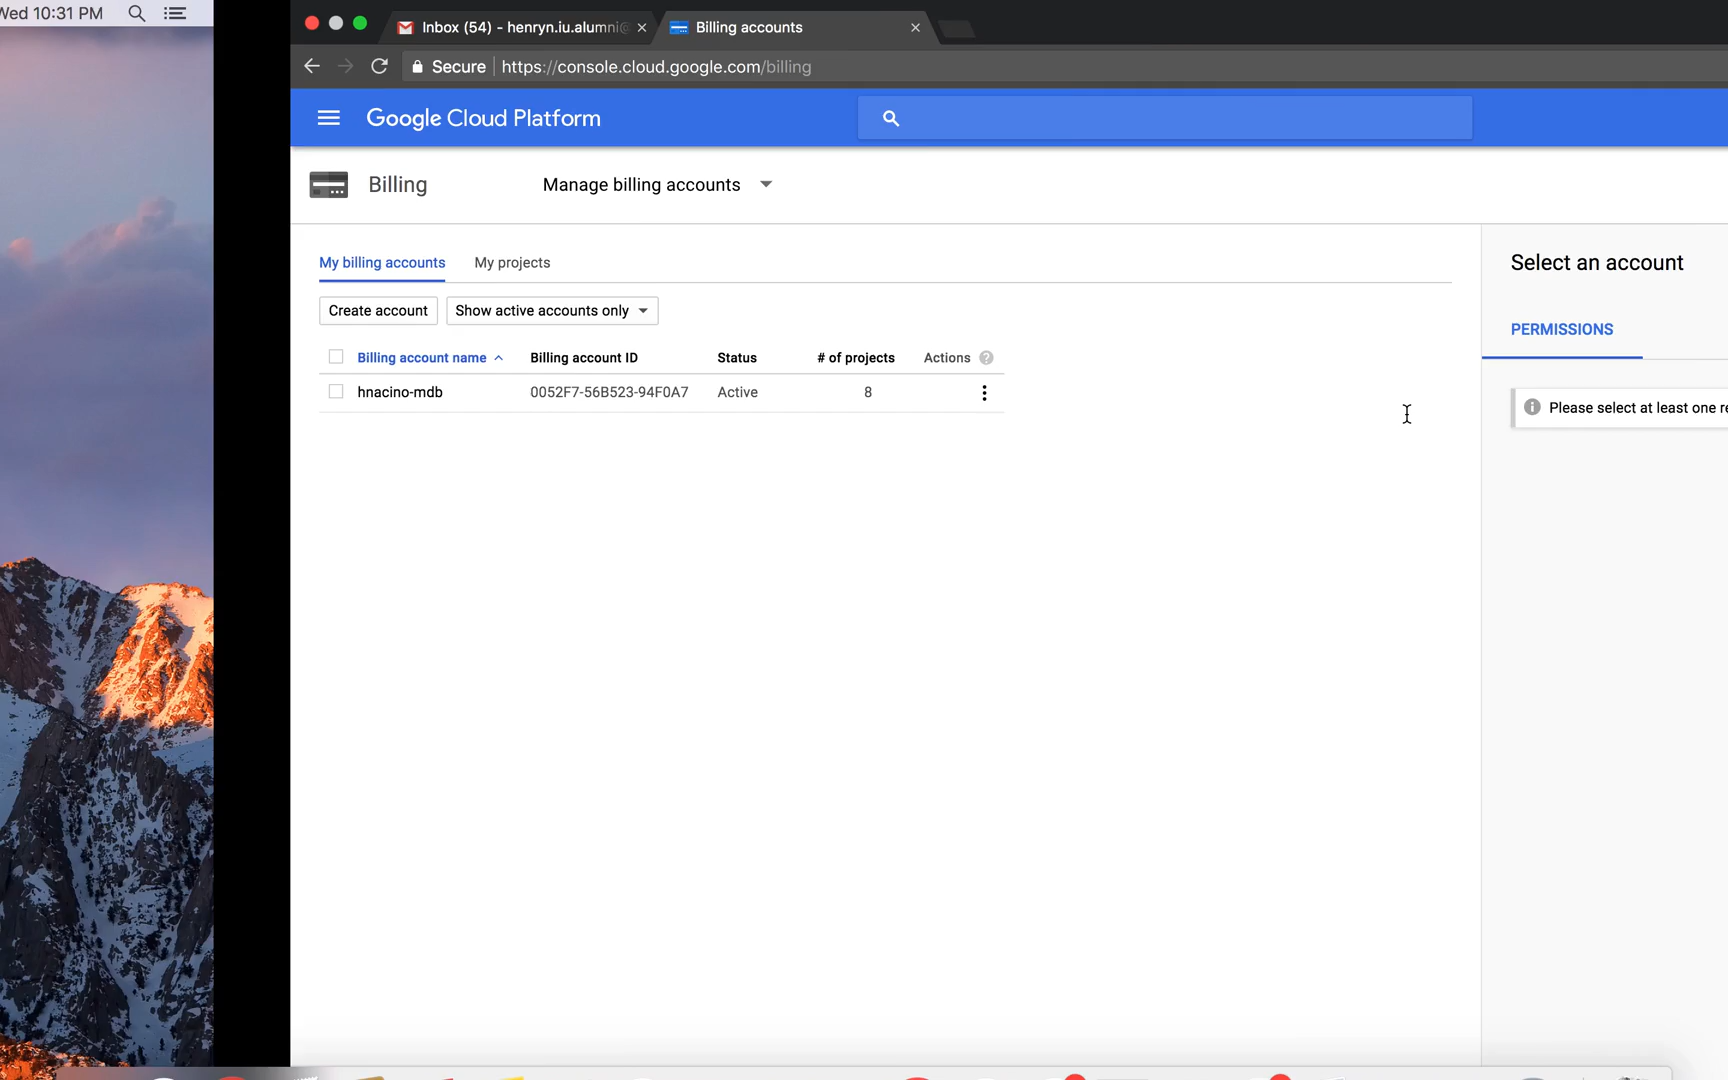 Wed 10:31 PM
Inbox (54) - henryn.iu.alumni@
Billing accounts
Secure
https://console.cloud.google.com/billing
Google Cloud Platform
Billing
Manage billing accounts
My billing accounts
My projects
Select an account
Create account
Show active accounts only
PERMISSIONS
Billing account name
Billing account ID
Status
# of projects
Actions
hnacino-mdb
0052F7-56B523-94F0A7
Active
8
Please select at least one re